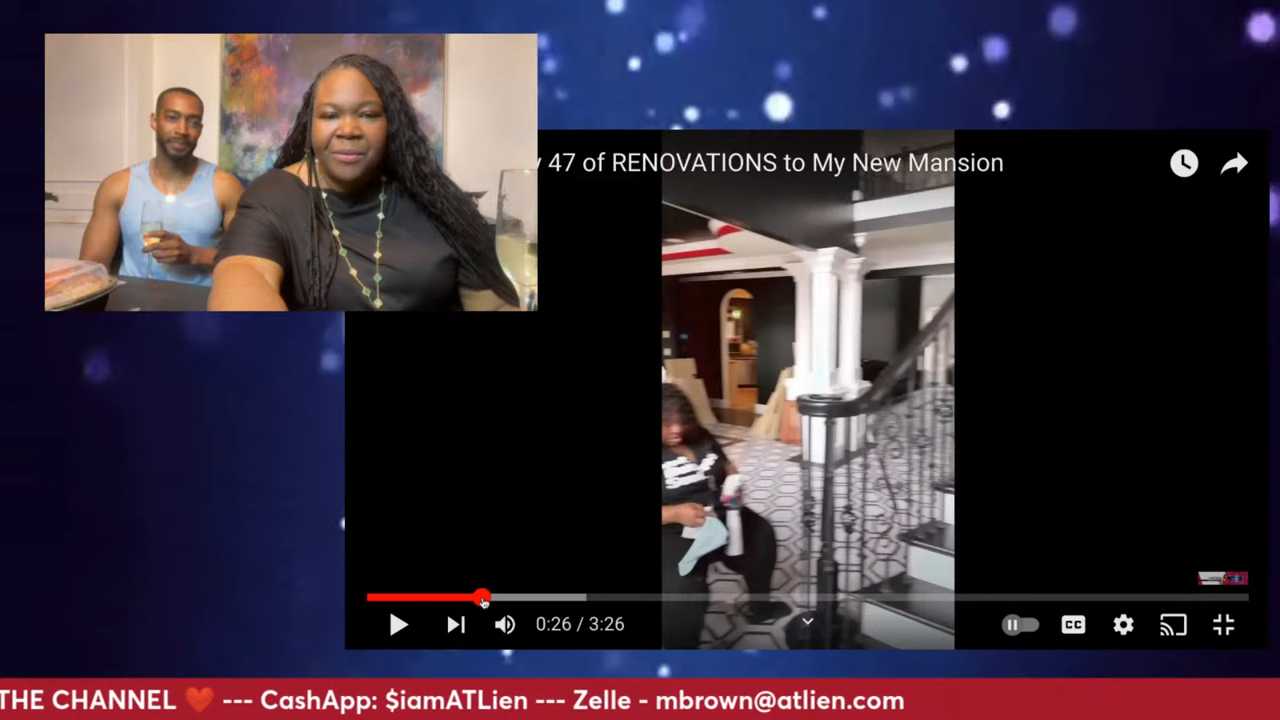 47 of RENOVATIONS to My New Mansion
0:26 / 3:26
CC
THE CHANNEL ❤️ --- CashApp: $iamATLien --- Zelle - mbrown@atlien.com